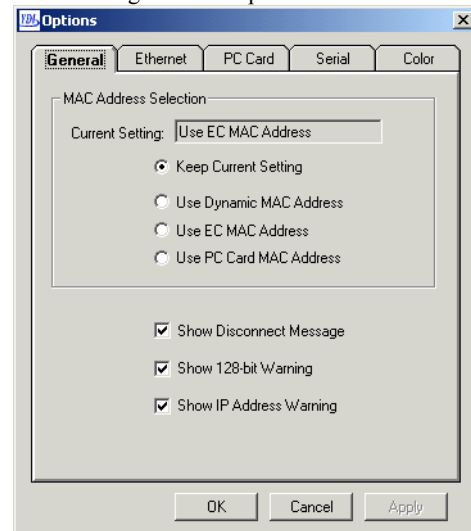 YDL Options
General Ethernet PC Card Serial Color
MAC Address Selection
Current Setting: Use EC MAC Address
Keep Current Setting
Use Dynamic MAC Address
Use EC MAC Address
Use PC Card MAC Address
Show Disconnect Message
Show 128-bit Warning
Show IP Address Warning
OK Cancel Apply